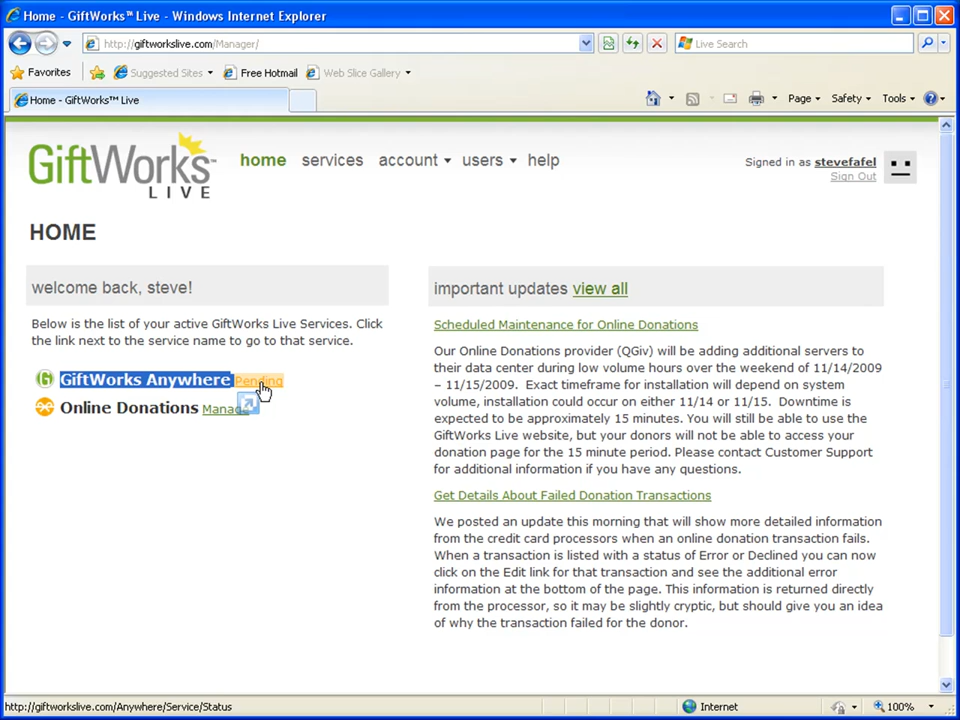 Home - GiftWorks™ Live - Windows Internet Explorer
http://giftworkslive.com/Manager/
Live Search
Favorites
Suggested Sites
Free Hotmail
Web Slice Gallery
Home - GiftWorks™ Live
Page
Safety
Tools
GiftWorks™
LIVE
home services account users help
Signed in as stevefafel
Sign Out
HOME
welcome back, steve!
Below is the list of your active GiftWorks Live Services. Click
the link next to the service name to go to that service.
GiftWorks Anywhere Pending
Online Donations
important updates view all
Scheduled Maintenance for Online Donations
Our Online Donations provider (QGiv) will be adding additional servers to
their data center during low volume hours over the weekend of 11/14/2009
– 11/15/2009. Exact timeframe for installation will depend on system
volume, installation could occur on either 11/14 or 11/15. Downtime is
expected to be approximately 15 minutes. You will still be able to use the
GiftWorks Live website, but your donors will not be able to access your
donation page for the 15 minute period. Please contact Customer Support
for additional information if you have any questions.
Get Details About Failed Donation Transactions
We posted an update this morning that will show more detailed information
from the credit card processors when an online donation transaction fails.
When a transaction is listed with a status of Error or Declined you can now
click on the Edit link for that transaction and see the additional error
information at the bottom of the page. This information is returned directly
from the processor, so it may be slightly cryptic, but should give you an idea
of why the transaction failed for the donor.
http://giftworkslive.com/Anywhere/Service/Status
Internet
100%